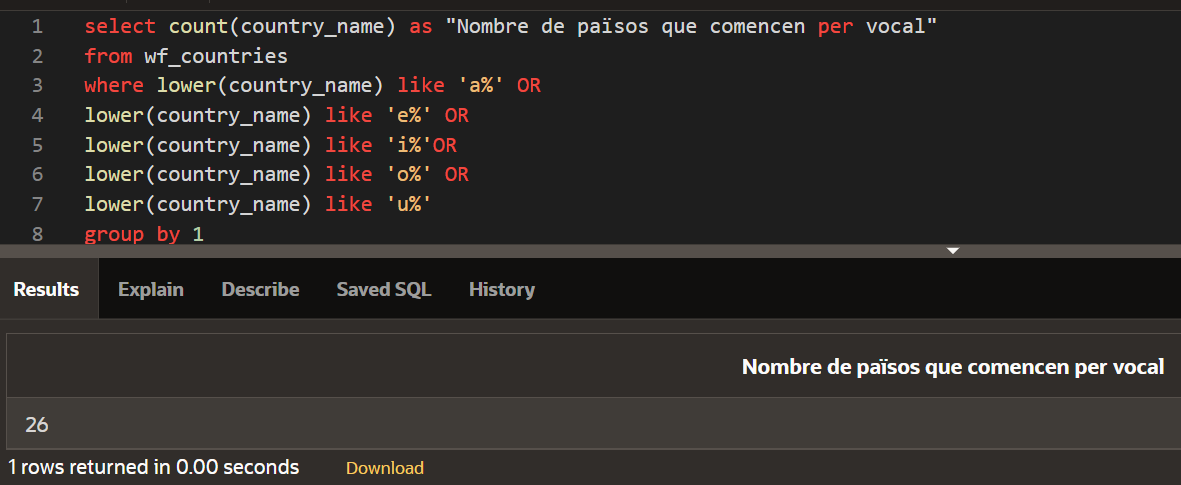 1 select count(country_name) as "Nombre de països que comencen per vocal"
2 from wf_countries
3 where lower(country_name) like 'a%' OR
4 lower(country_name) like 'e%' OR
5 lower(country_name) like 'i%'OR
6 lower(country_name) like 'o%' OR
7 lower(country_name) like 'u%'
8 group by 1
Results Explain Describe Saved SQL History
Nombre de països que comencen per vocal
26
1 rows returned in 0.00 seconds Download